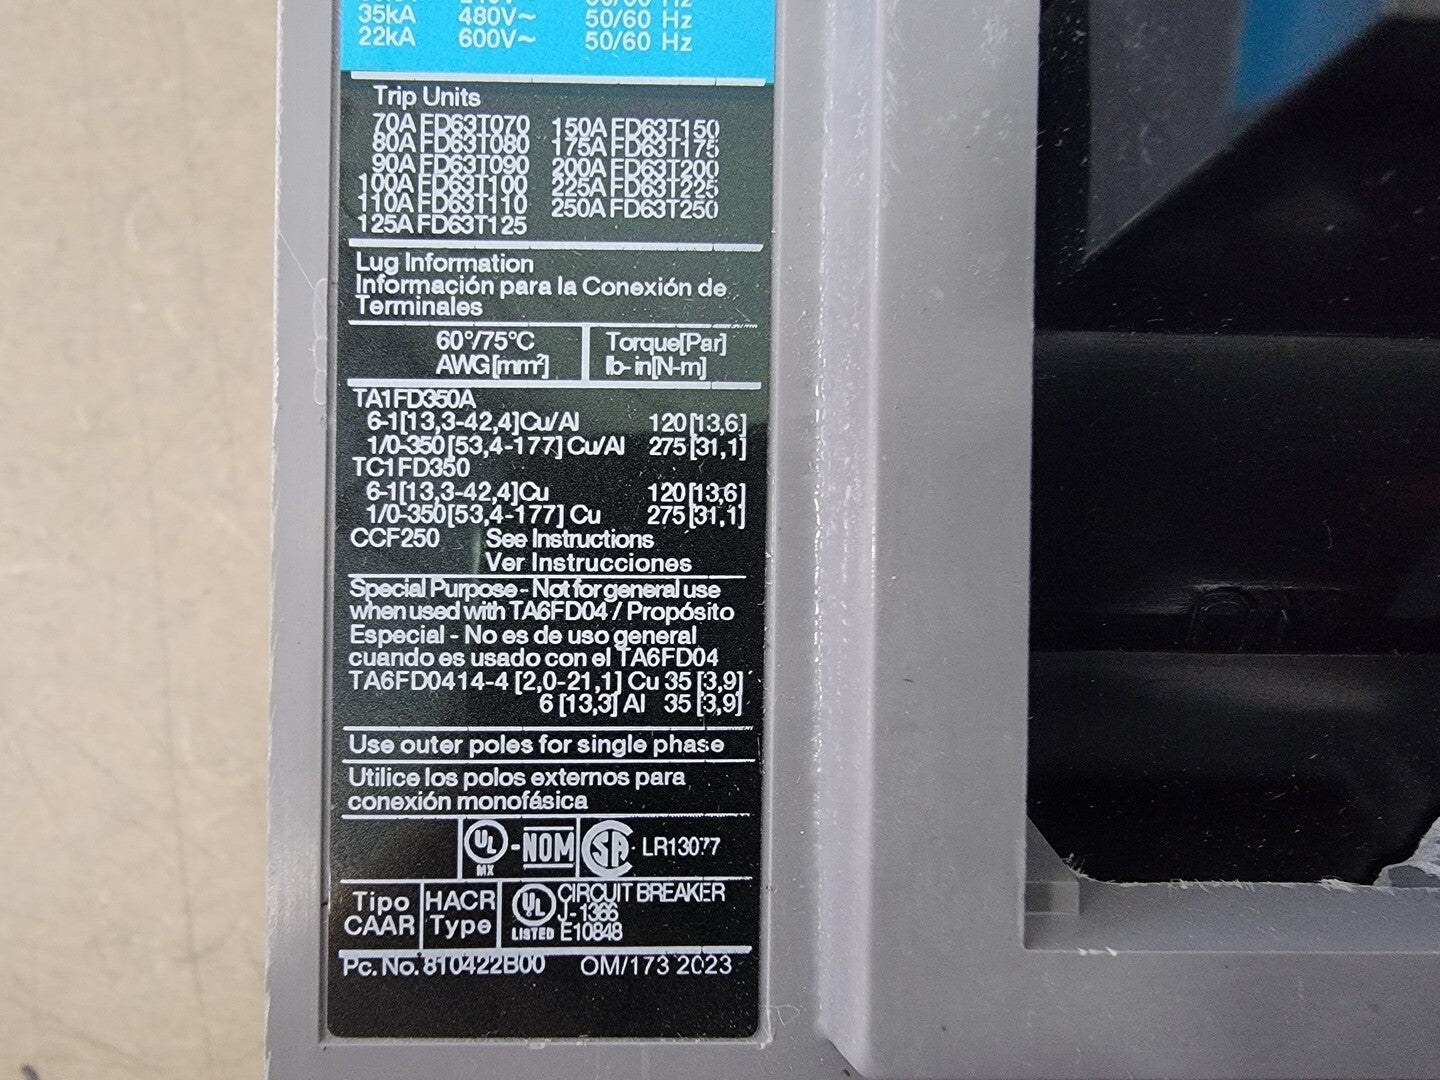 35kA 480V~ 50/60 Hz
22kA 600V~ 50/60 Hz
Trip Units
70A FD63T070 150A FD63T150
80A FD63T080 175A FD63T175
90A FD63T090 200A FD63T200
100A FD63T100 225A FD63T225
110A FD63T110 250A FD63T250
125A FD63T125
Lug Information
Información para la Conexión de
Terminales
60°/75°C Torque[Par]
AWG[mm²] lb-in[N-m]
TA1FD350A
6-1[13,3-42,4]Cu/Al 120[13,6]
1/0-350[53,4-177] Cu/Al 275[31,1]
TC1FD350
6-1[13,3-42,4]Cu 120[13,6]
1/0-350[53,4-177] Cu 275[31,1]
CCF250 See Instructions
Ver Instrucciones
Special Purpose - Not for general use
when used with TA6FD04 / Propósito
Especial - No es de uso general
cuando es usado con el TA6FD04
TA6FD0414-4 [2,0-21,1] Cu 35 [3,9]
6 [13,3] Al 35 [3,9]
Use outer poles for single phase
Utilice los polos externos para
conexión monofásica
UL MX - NOM SA LR13077
Tipo CAAR
HACR Type
UL LISTED
CIRCUIT BREAKER
J-1366
E10848
Pc. No. 810422B00 OM/173 2023